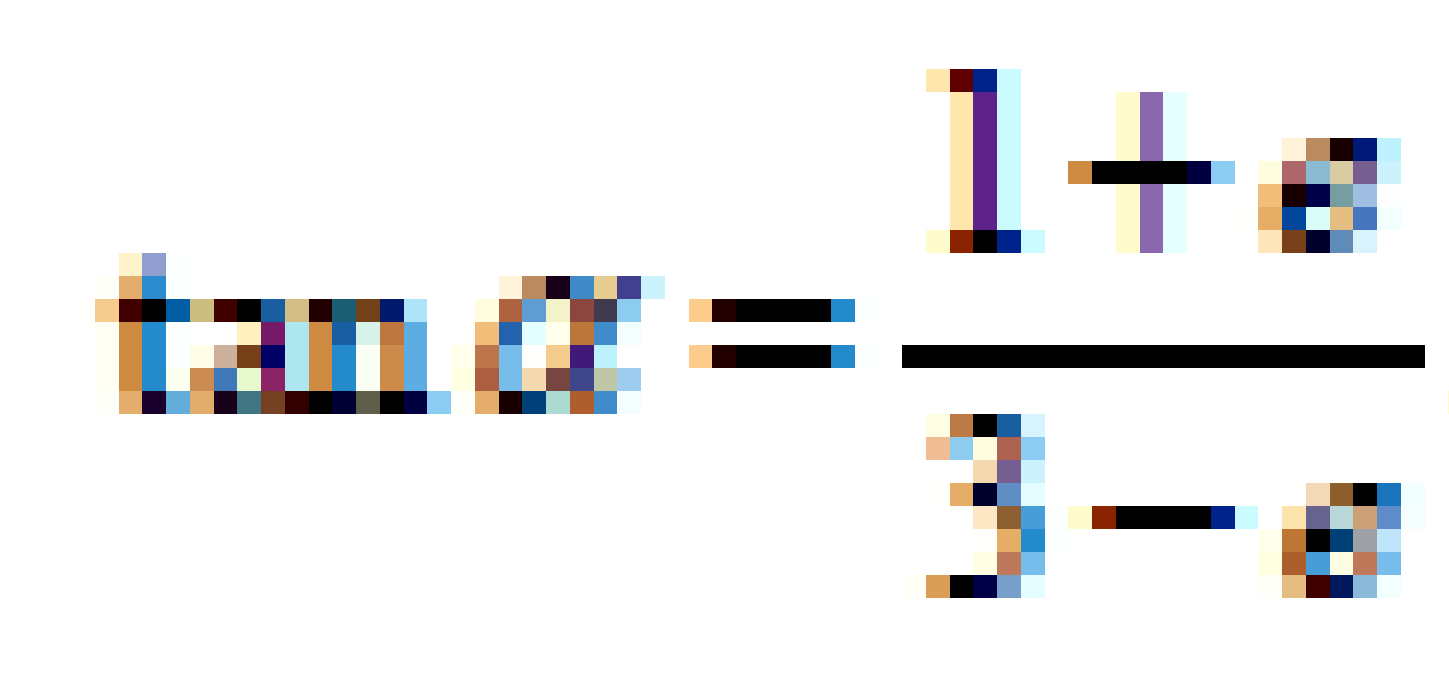 tan α = (1 + a)/(3 − a)